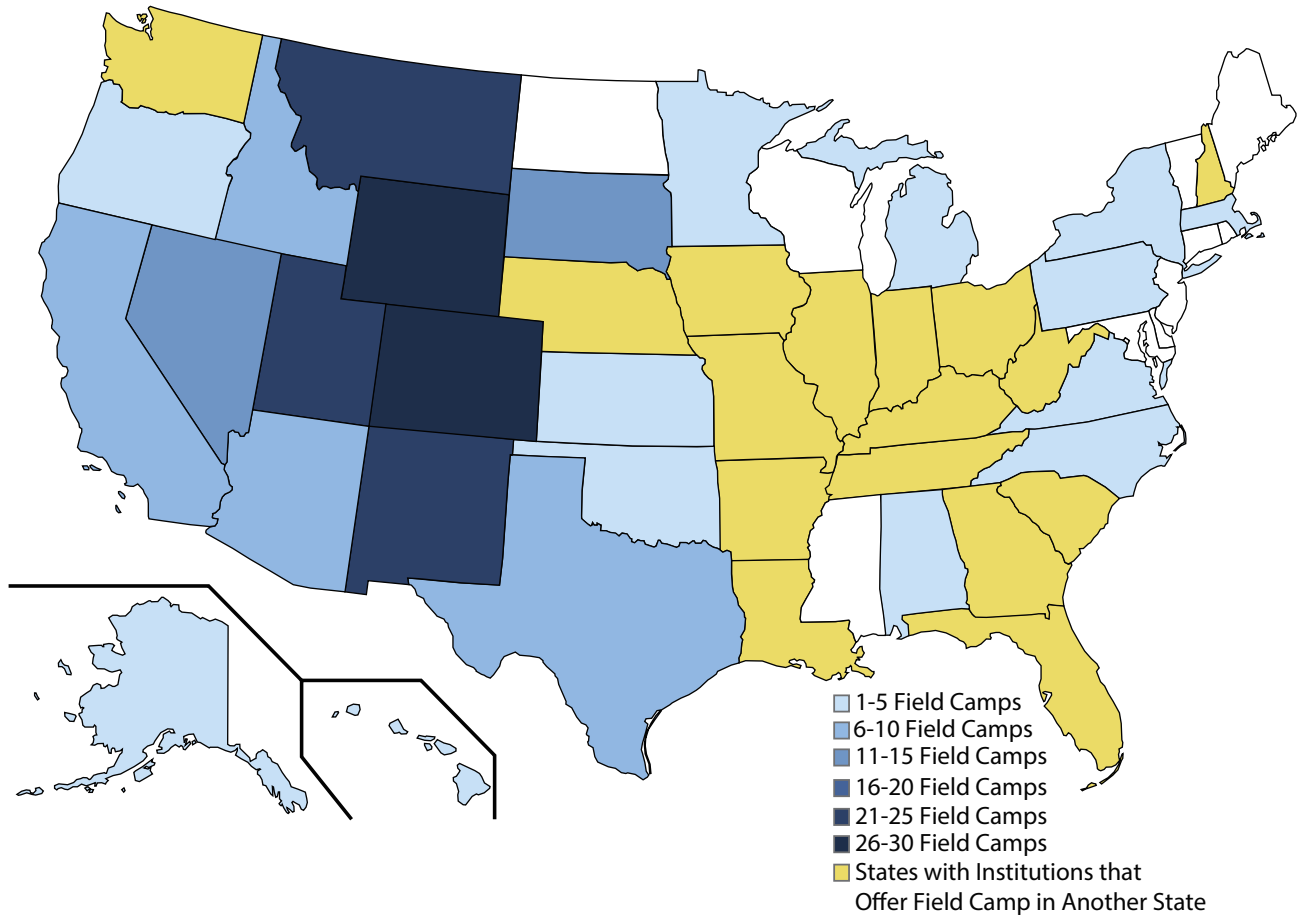 1-5 Field Camps
6-10 Field Camps
11-15 Field Camps
16-20 Field Camps
21-25 Field Camps
26-30 Field Camps
States with Institutions that
Offer Field Camp in Another State